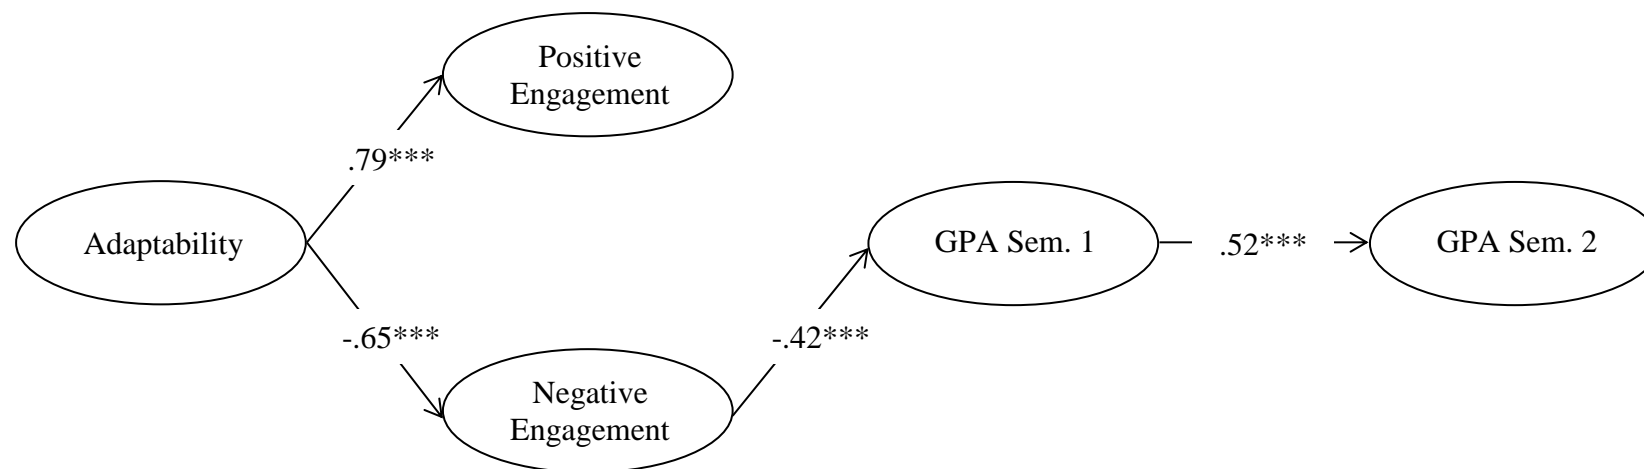 Positive
Engagement
.79***
Adaptability
GPA Sem. 1
.52***
GPA Sem. 2
-.65***
-.42***
Negative
Engagement